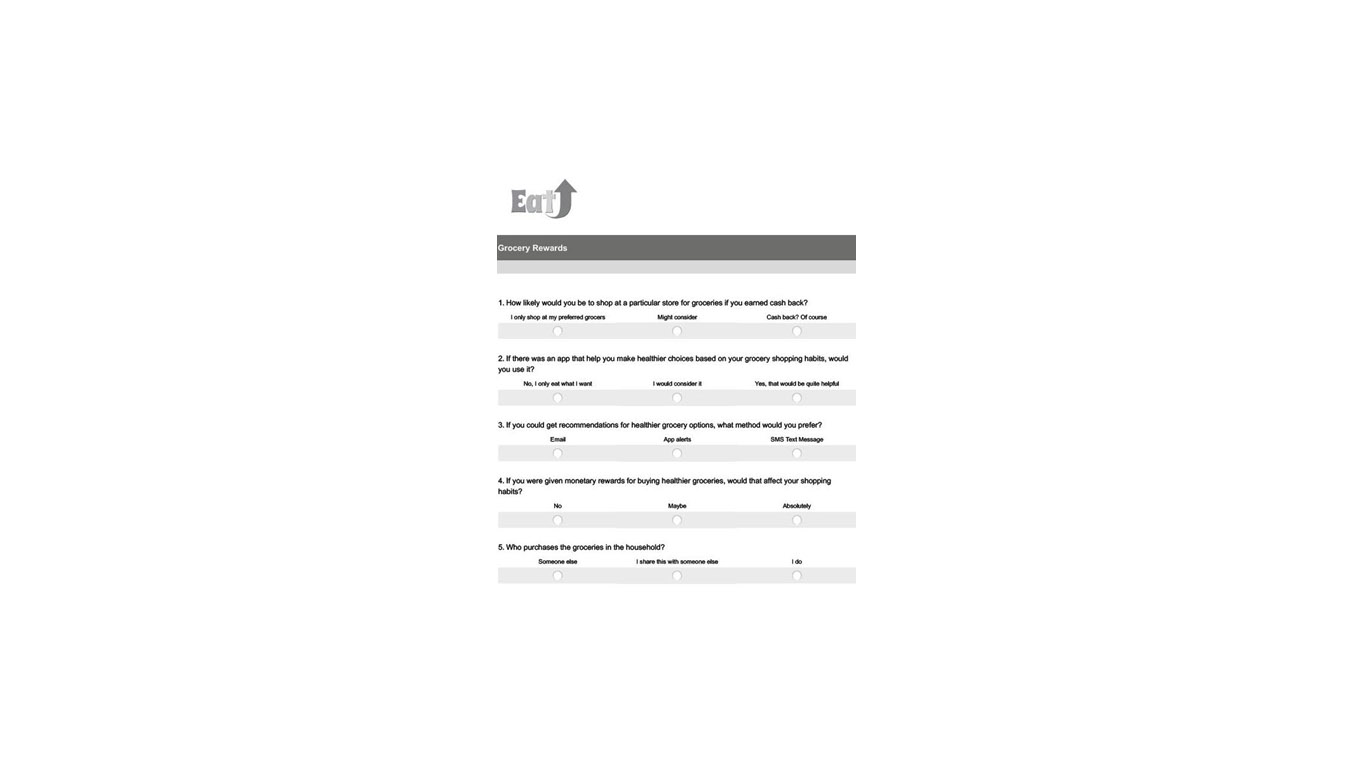 Eat
Grocery Rewards
1. How likely would you be to shop at a particular store for groceries if you earned cash back?
I only shop at my preferred grocers Might consider Cash back? Of course
2. If there was an app that help you make healthier choices based on your grocery shopping habits, would
you use it?
No, I only eat what I want I would consider it Yes, that would be quite helpful
3. If you could get recommendations for healthier grocery options, what method would you prefer?
Email App alerts SMS Text Message
4. If you were given monetary rewards for buying healthier groceries, would that affect your shopping
habits?
No Maybe Absolutely
5. Who purchases the groceries in the household?
Someone else I share this with someone else I do